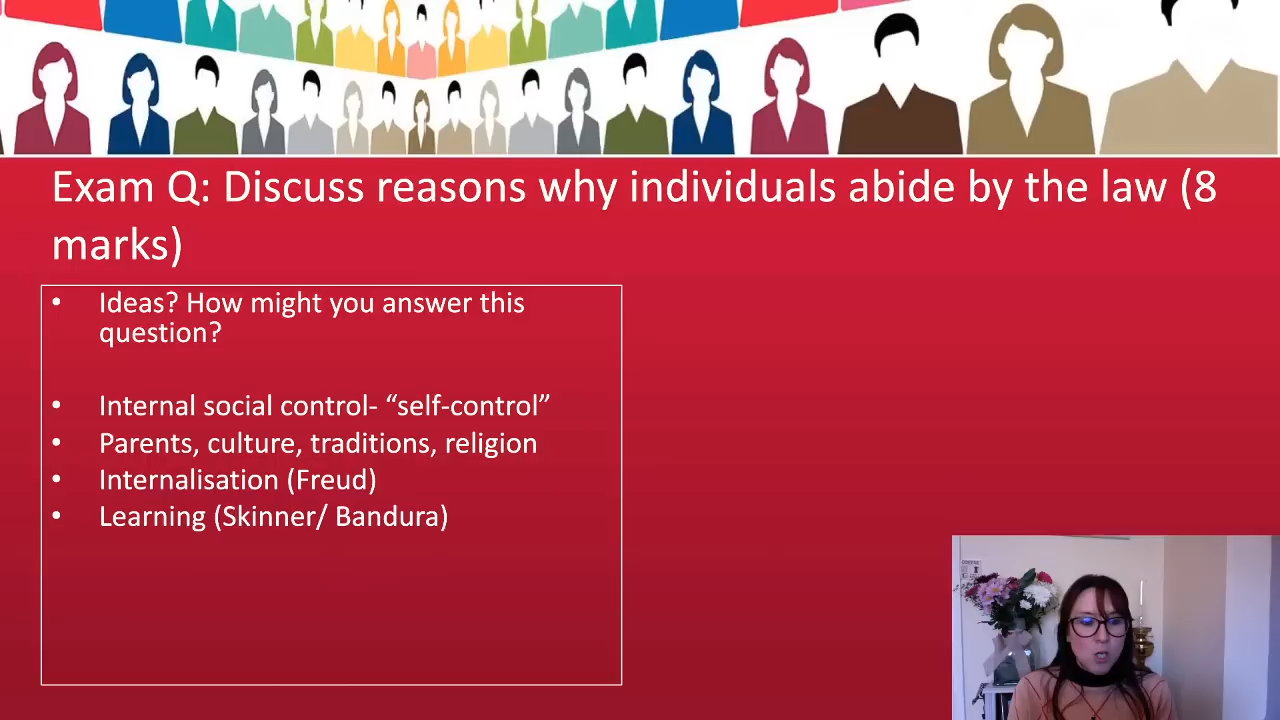 Exam Q: Discuss reasons why individuals abide by the law (8
marks)
• Ideas? How might you answer this
question?
• Internal social control- “self-control”
• Parents, culture, traditions, religion
• Internalisation (Freud)
• Learning (Skinner/ Bandura)